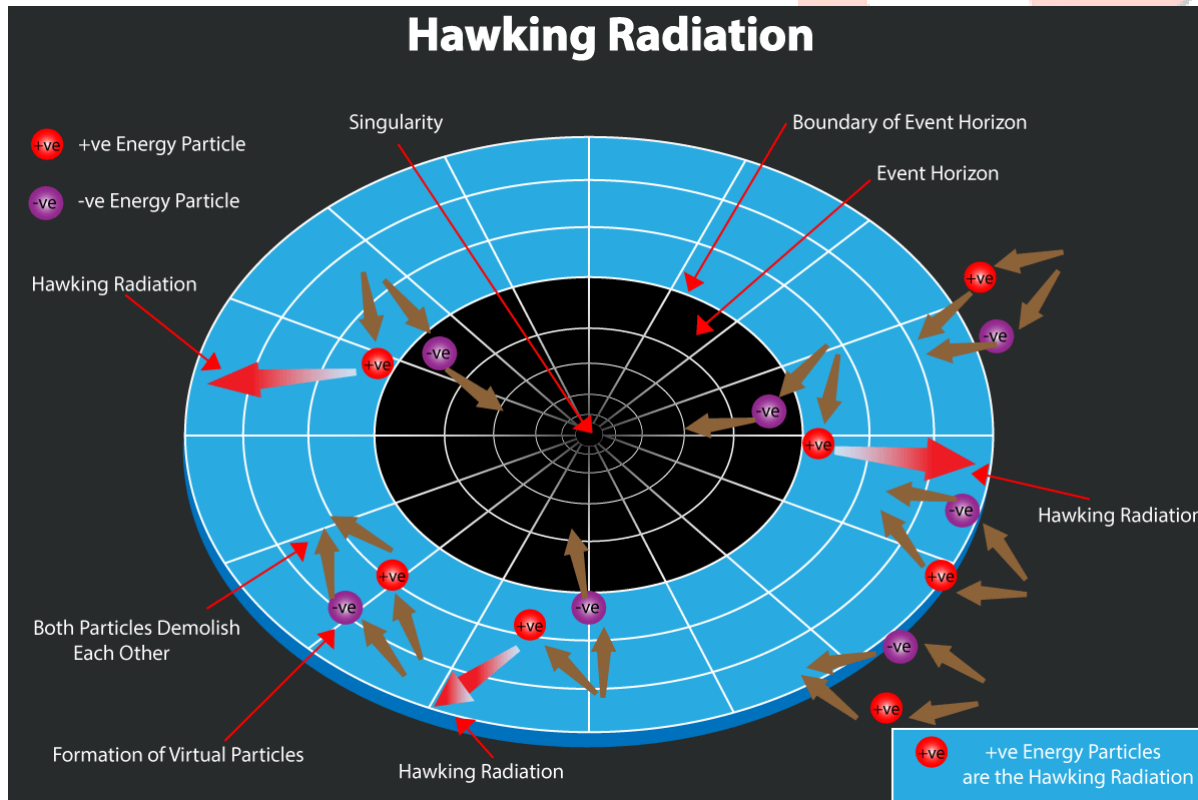 Hawking Radiation
Singularity
Boundary of Event Horizon
+ve +ve Energy Particle
Event Horizon
-ve -ve Energy Particle
Hawking Radiation
+ve
-ve
-ve
+ve
-ve
+ve
-ve
Hawking Radiation
+ve
+ve
-ve
-ve
+ve
Both Particles Demolish
Each Other
-ve
+ve
Formation of Virtual Particles
Hawking Radiation
+ve +ve Energy Particles
are the Hawking Radiation